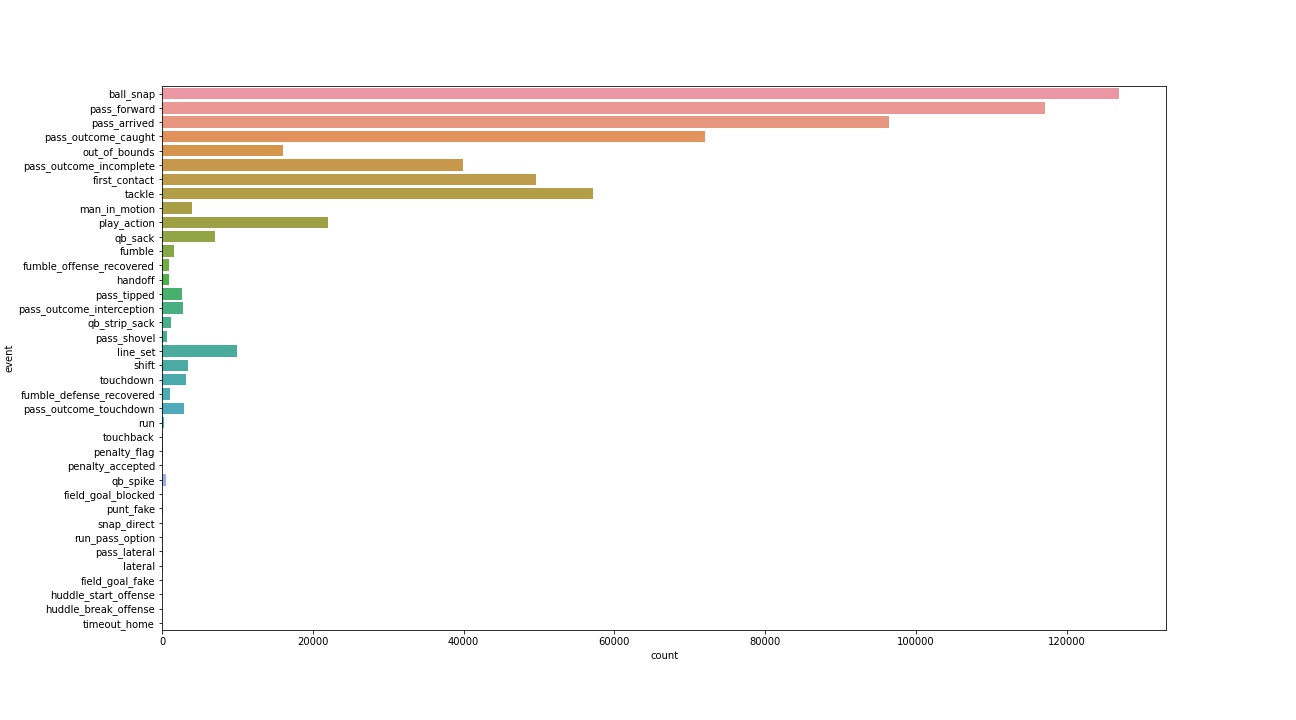 ball_snap
pass_forward
pass_arrived
pass_outcome_caught
out_of_bounds
pass_outcome_incomplete
first_contact
tackle
man_in_motion
play_action
qb_sack
fumble
fumble_offense_recovered
handoff
pass_tipped
pass_outcome_interception
qb_strip_sack
pass_shovel
line_set
event
shift
touchdown
fumble_defense_recovered
pass_outcome_touchdown
run
touchback
penalty_flag
penalty_accepted
qb_spike
field_goal_blocked
punt_fake
snap_direct
run_pass_option
pass_lateral
lateral
field_goal_fake
huddle_start_offense
huddle_break_offense
timeout_home
0 20000 40000 60000 80000 100000 120000
count